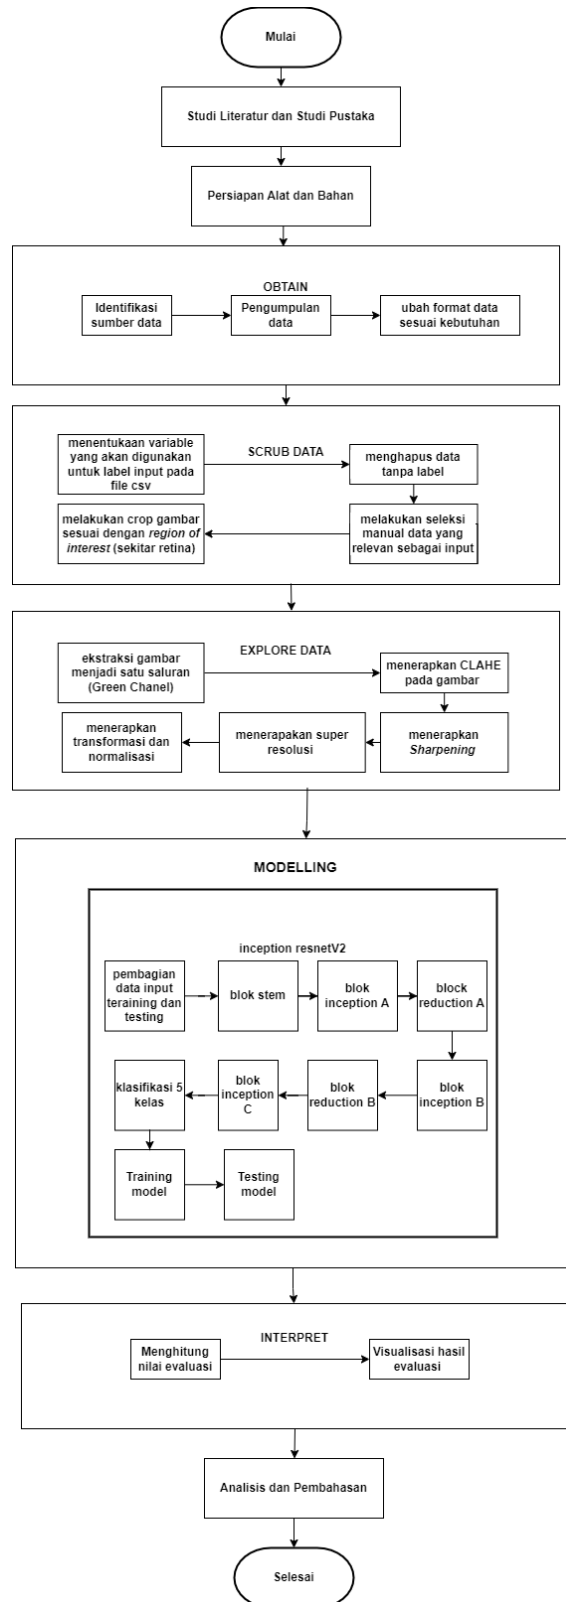 Mulai
Studi Literatur dan Studi Pustaka
Persiapan Alat dan Bahan
OBTAIN
Identifikasi
sumber data
Pengumpulan
data
ubah format data
sesuai kebutuhan
SCRUB DATA
menentukaan variable
yang akan digunakan
untuk label input pada
file csv
menghapus data
tanpa label
melakukan seleksi
manual data yang
relevan sebagai input
melakukan crop gambar
sesuai dengan region of
interest (sekitar retina)
EXPLORE DATA
ekstraksi gambar
menjadi satu saluran
(Green Chanel)
menerapkan CLAHE
pada gambar
menerapkan
Sharpening
menerapakan super
resolusi
menerapkan
transformasi dan
normalisasi
MODELLING
inception resnetV2
pembagian
data input
teraining dan
testing
blok stem
blok
inception A
block
reduction A
blok
inception B
blok
reduction B
blok
inception
C
klasifikasi 5
kelas
Training
model
Testing
model
INTERPRET
Menghitung
nilai evaluasi
Visualisasi hasil
evaluasi
Analisis dan Pembahasan
Selesai